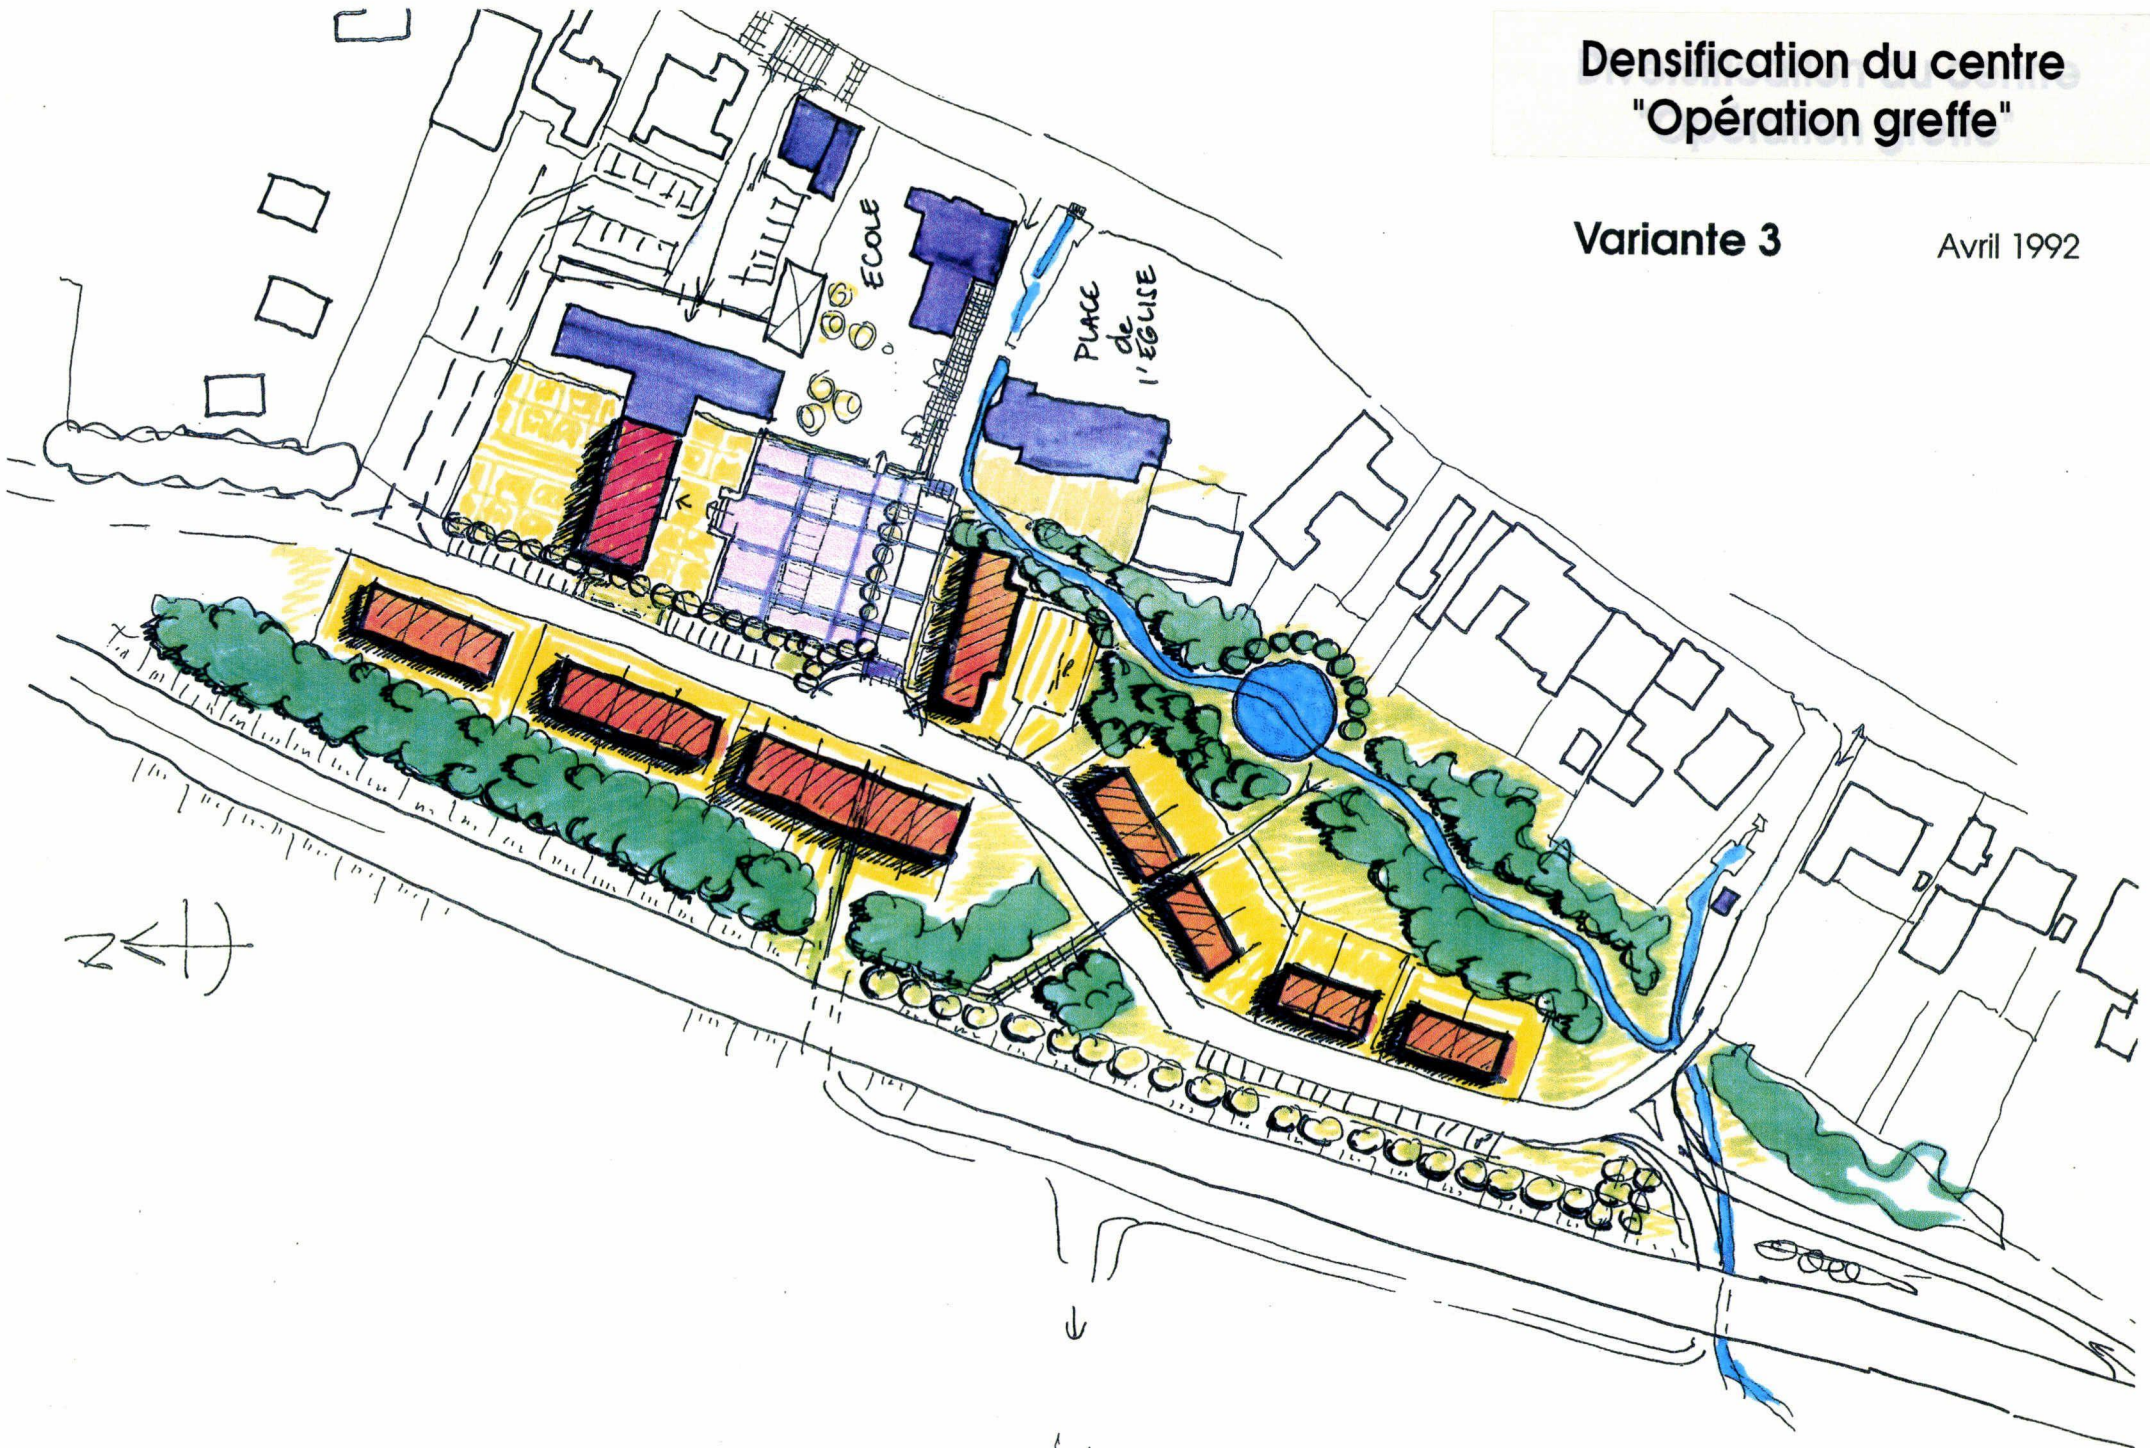 Densification du centre
"Opération greffe"
Variante 3
Avril 1992
ECOLE
PLACE
de
l'EGLISE
N